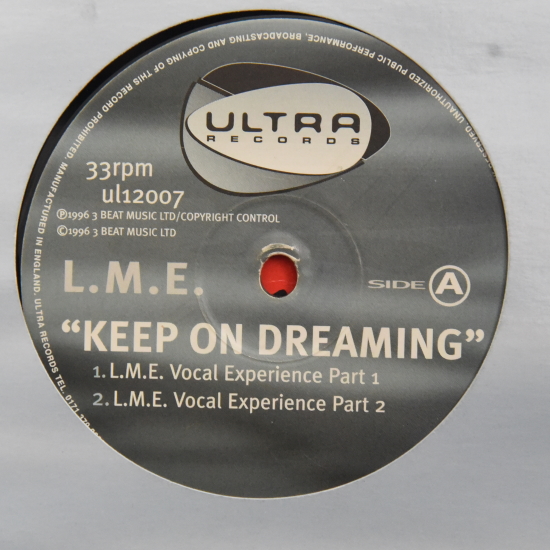 UNAUTHORIZED PUBLIC PERFORMANCE, BROADCASTING AND COPYING OF THIS RECORD PROHIBITED. MANUFACTURED IN ENGLAND. ULTRA RECORDS TEL. 0171
ULTRA
RECORDS
33rpm
ul12007
Ⓟ1996 3 BEAT MUSIC LTD/COPYRIGHT CONTROL
©1996 3 BEAT MUSIC LTD
L.M.E.
SIDE A
“KEEP ON DREAMING”
1. L.M.E. Vocal Experience Part 1
2. L.M.E. Vocal Experience Part 2